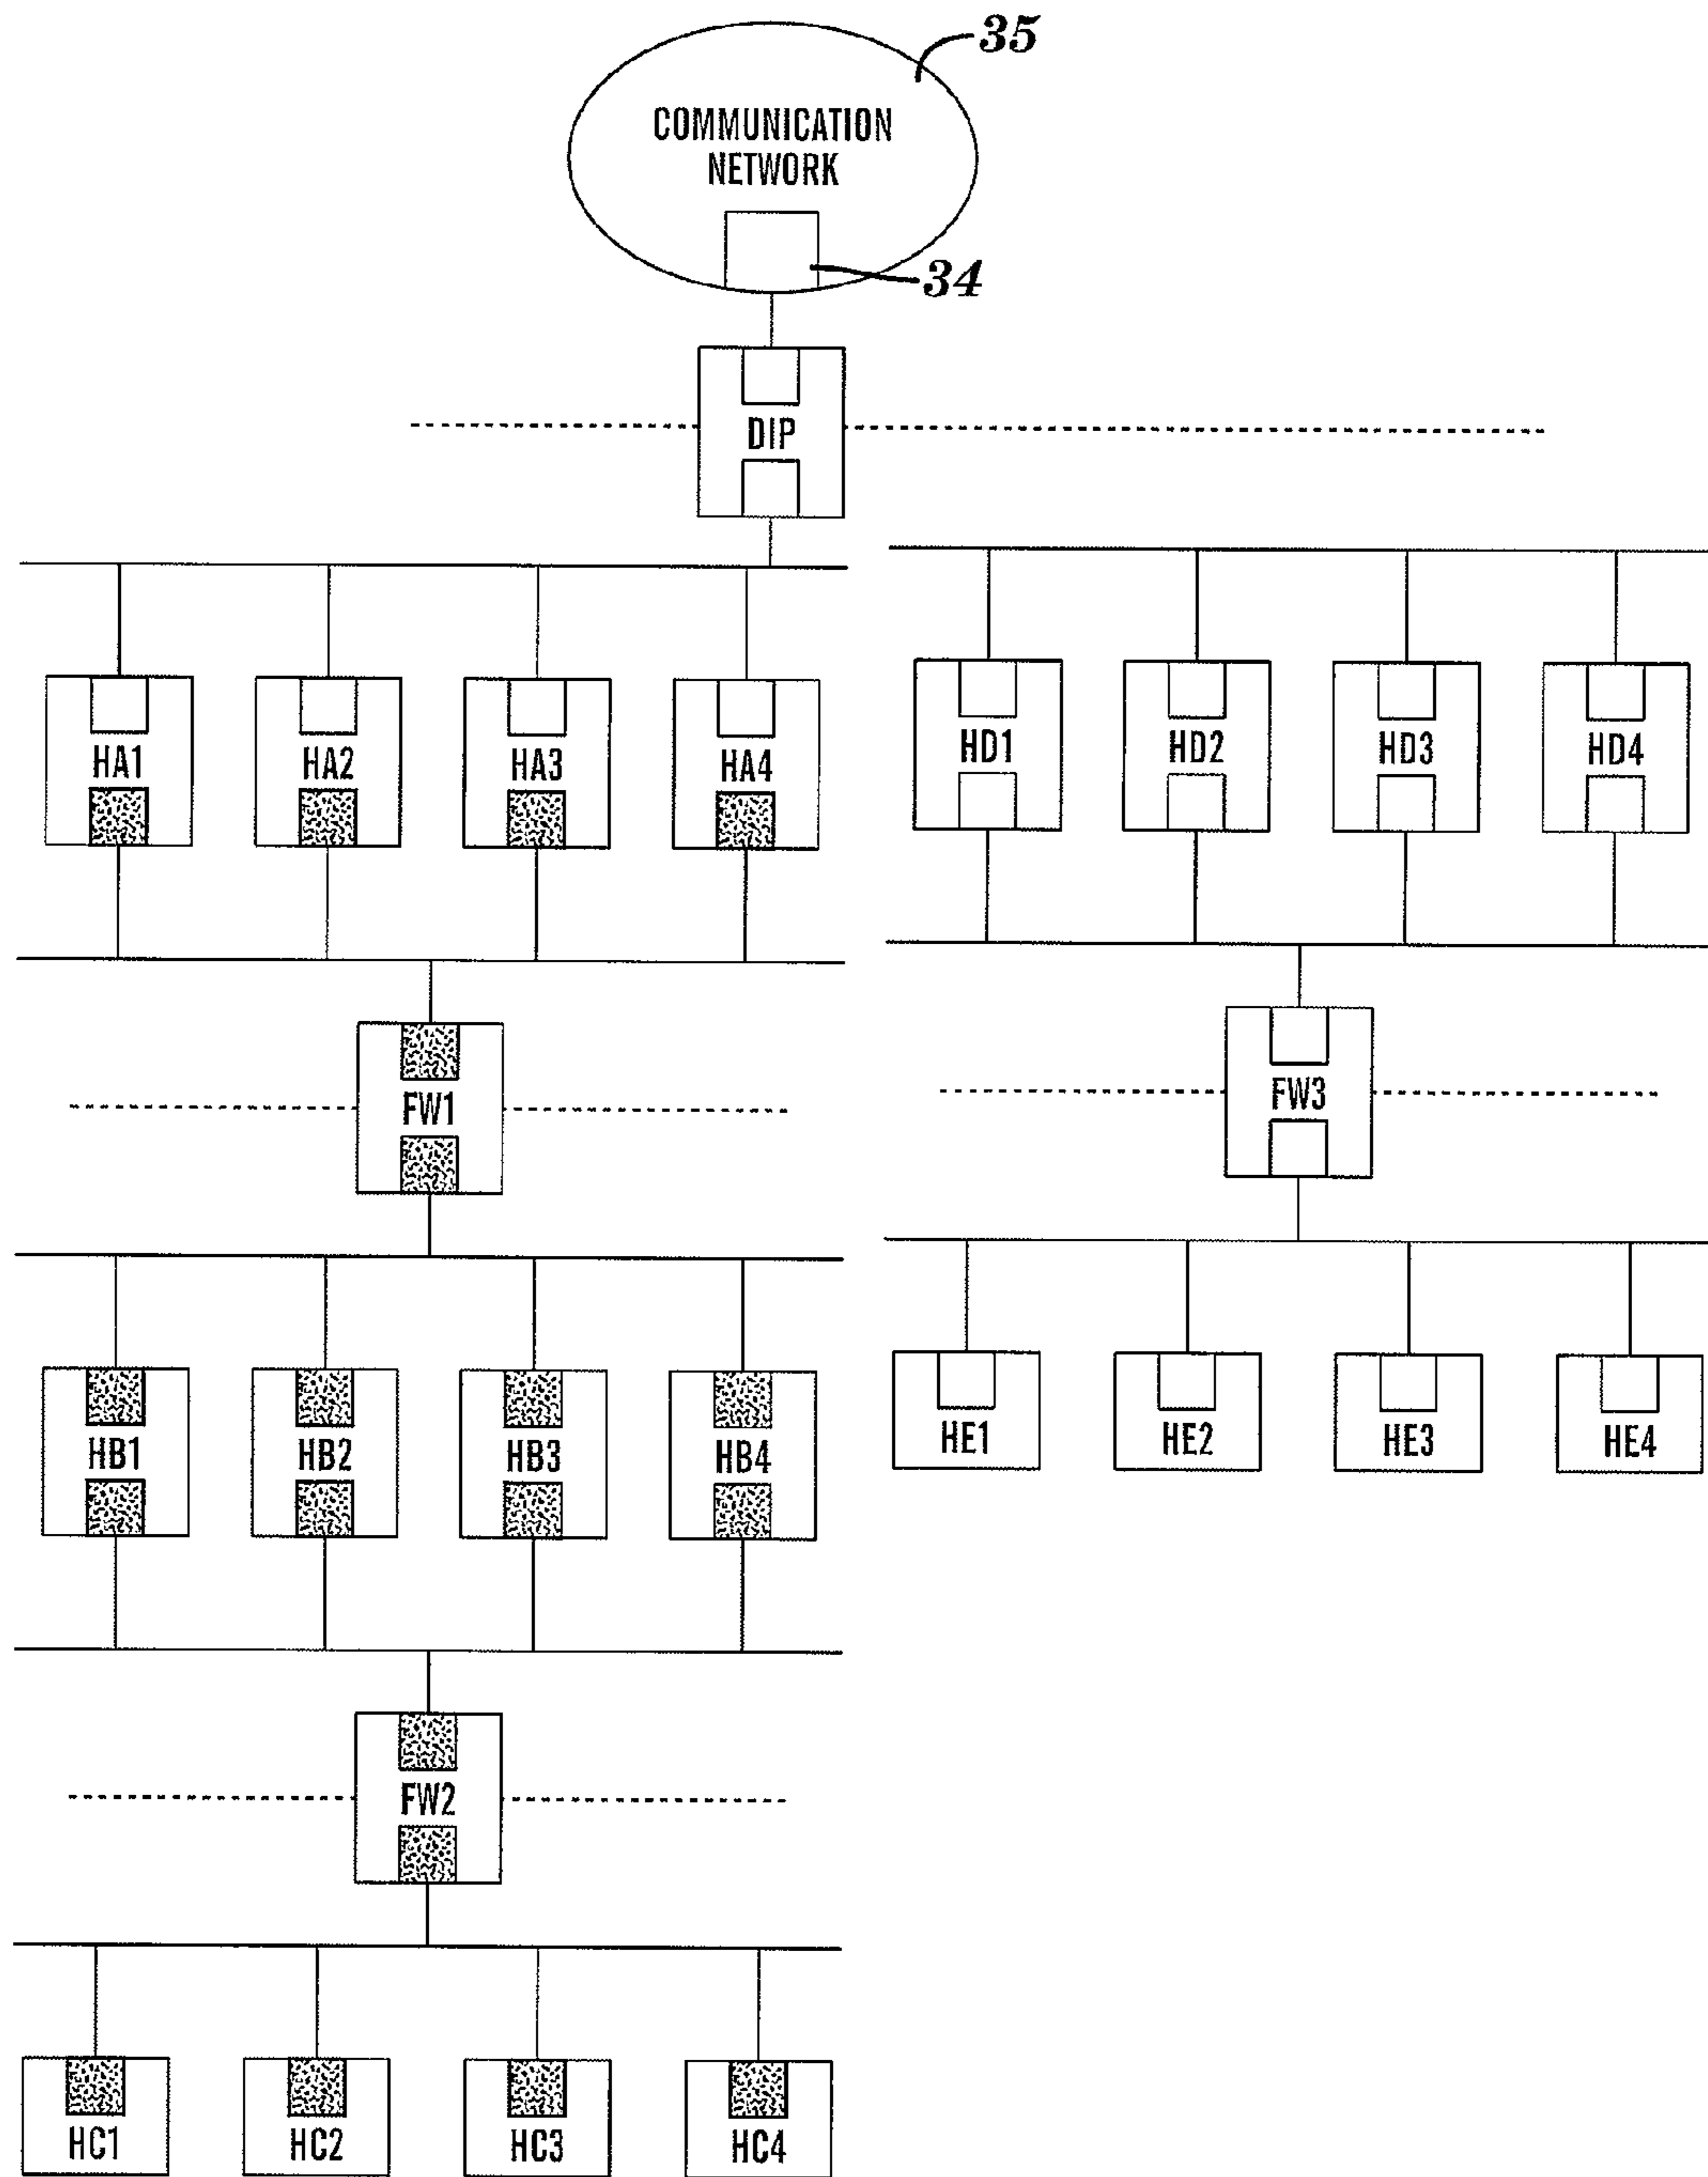 35
COMMUNICATION
NETWORK
34
DIP
HA1
HA2
HA3
HA4
HD1
HD2
HD3
HD4
FW1
FW3
HB1
HB2
HB3
HB4
HE1
HE2
HE3
HE4
FW2
HC1
HC2
HC3
HC4